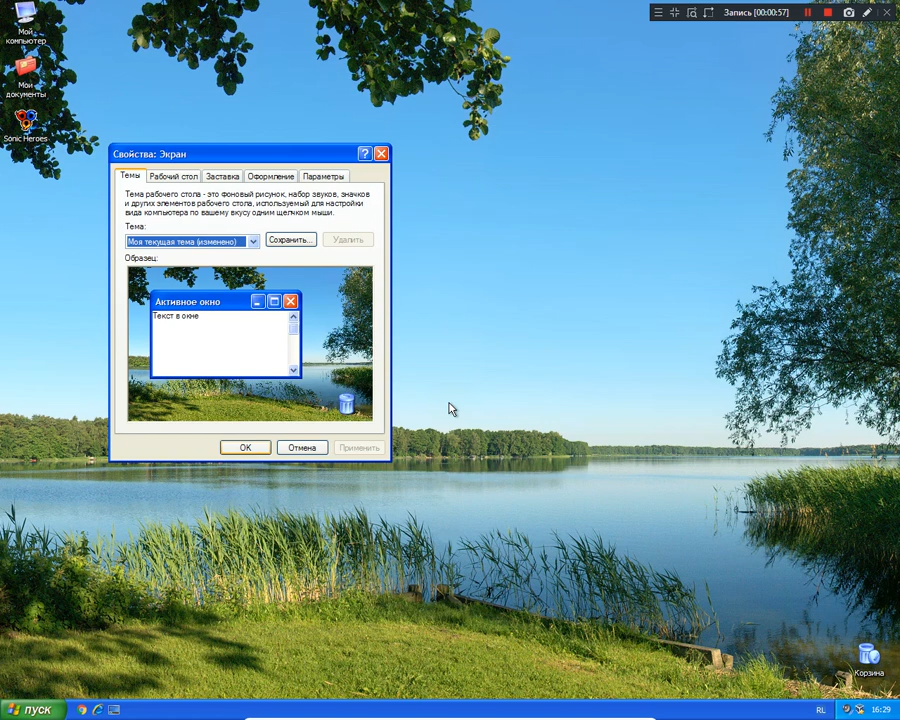 Мой
компьютер
Мои
документы
Sonic Heroes
Запись [00:00:57]
Свойства: Экран
Темы
Рабочий стол
Заставка
Оформление
Параметры
Тема рабочего стола - это фоновый рисунок, набор звуков, значков
и других элементов рабочего стола, используемый для настройки
вида компьютера по вашему вкусу одним щелчком мыши.
Тема:
Моя текущая тема (изменено)
Сохранить...
Удалить
Образец:
Активное окно
Текст в окне
OK
Отмена
Применить
Корзина
пуск
RL
16:29